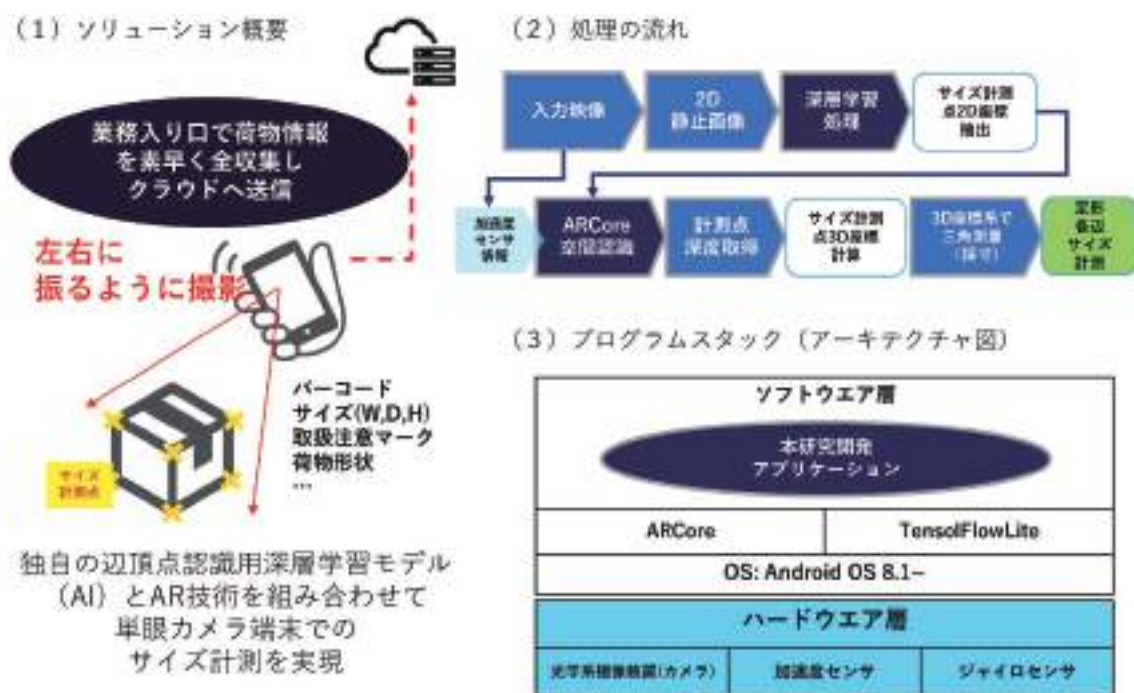 （1）ソリューション概要
業務入り口で荷物情報
を素早く全収集し
クラウドへ送信
左右に
振るように撮影
バーコード
サイズ(W,D,H)
取扱注意マーク
荷物形状
...
サイズ
計測点
独自の辺頂点認識用深層学習モデル
（AI）とAR技術を組み合わせて
単眼カメラ端末での
サイズ計測を実現
（2）処理の流れ
入力映像
2D
静止画像
深層学習
処理
サイズ計測
点2D座標
抽出
加速度
センサ
情報
ARCore
空間認識
計測点
深度取得
サイズ計測
点3D座標
計算
3D座標系で
三角測量
（採寸）
定形
各辺
サイズ
計測
（3）プログラムスタック（アーキテクチャ図）
ソフトウエア層
本研究開発
アプリケーション
ARCore
TensolFlowLite
OS: Android OS 8.1~
ハードウエア層
光学系撮像装置(カメラ)
加速度センサ
ジャイロセンサ